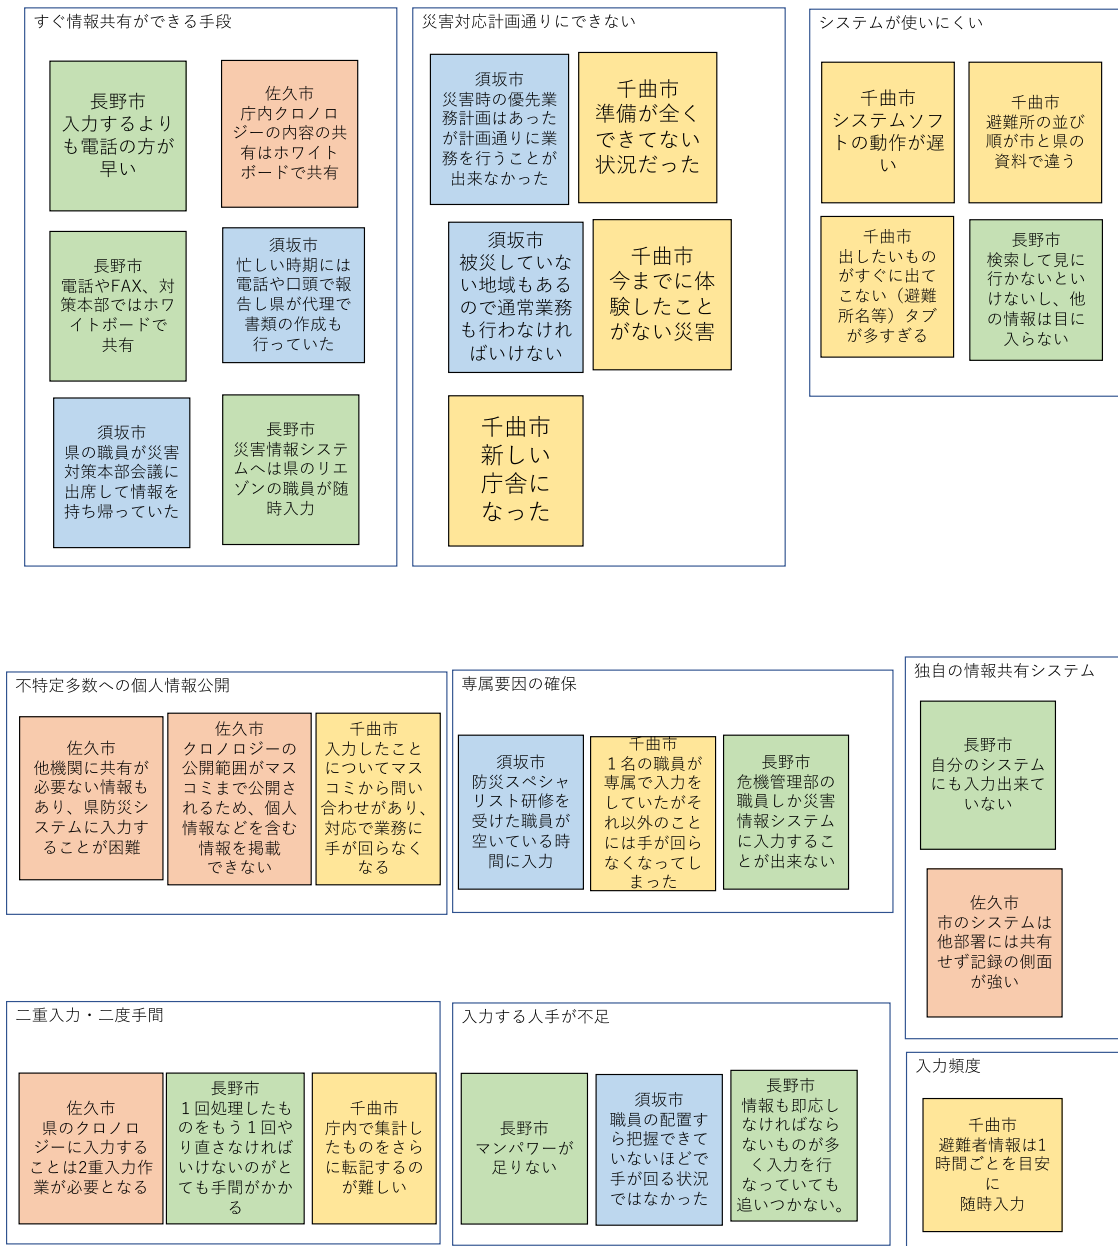 すぐ情報共有ができる手段
長野市
入力するより
も電話の方が
早い
佐久市
庁内クロノロ
ジーの内容の共
有はホワイト
ボードで共有
長野市
電話やFAX、対
策本部ではホワ
イトボードで
共有
須坂市
忙しい時期には
電話や口頭で報
告し県が代理で
書類の作成も
行っていた
須坂市
県の職員が災害
対策本部会議に
出席して情報を
持ち帰っていた
長野市
災害情報システ
ムへは県のリエ
ゾンの職員が随
時入力
災害対応計画通りにできない
須坂市
災害時の優先業
務計画はあった
が計画通りに業
務を行うことが
出来なかった
千曲市
準備が全く
できてない
状況だった
須坂市
被災していな
い地域もある
ので通常業務
も行わなけれ
ばいけない
千曲市
今までに体
験したこと
がない災害
千曲市
新しい
庁舎に
なった
システムが使いにくい
千曲市
システムソフ
トの動作が遅
い
千曲市
避難所の並び
順が市と県の
資料で違う
千曲市
出したいもの
がすぐに出て
こない（避難
所名等）タブ
が多すぎる
長野市
検索して見に
行かないとい
けないし、他
の情報は目に
入らない
不特定多数への個人情報公開
佐久市
他機関に共有が
必要ない情報も
あり、県防災シ
ステムに入力す
ることが困難
佐久市
クロノロジーの
公開範囲がマス
コミまで公開さ
れるため、個人
情報などを含む
情報を掲載
できない
千曲市
入力したこと
についてマス
コミから問い
合わせがあり、
対応で業務に
手が回らなく
なる
専属要因の確保
須坂市
防災スペシャ
リスト研修を
受けた職員が
空いている時
間に入力
千曲市
１名の職員が
専属で入力を
していたがそ
れ以外のこと
には手が回ら
なくなってし
まった
長野市
危機管理部の
職員しか災害
情報システム
に入力するこ
とが出来ない
独自の情報共有システム
長野市
自分のシステム
にも入力出来て
いない
佐久市
市のシステムは
他部署には共有
せず記録の側面
が強い
二重入力・二度手間
佐久市
県のクロノロ
ジーに入力する
ことは2重入力作
業が必要となる
長野市
１回処理したも
のをもう１回や
り直さなければ
いけないのがと
ても手間がかか
る
千曲市
庁内で集計し
たものをさら
に転記するの
が難しい
入力する人手が不足
長野市
マンパワーが
足りない
須坂市
職員の配置す
ら把握できて
いないほどで
手が回る状況
ではなかった
長野市
情報も即応し
なければなら
ないものが多
く入力を行
なっていても
追いつかない。
入力頻度
千曲市
避難者情報は1
時間ごとを目安
に
随時入力